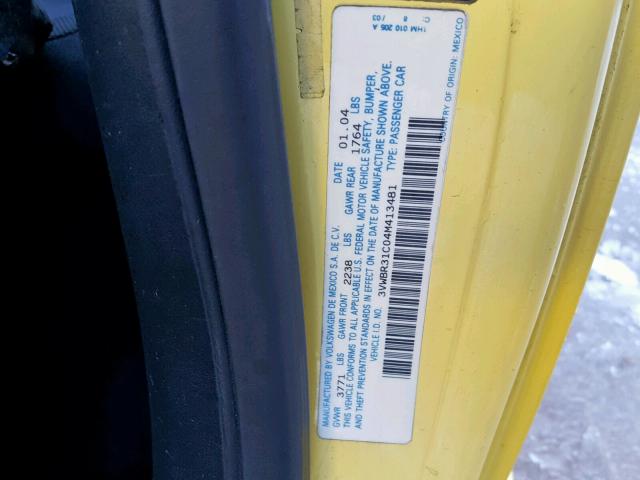 MANUFACTURED BY VOLKSWAGEN DE MEXICO S.A. DE C.V. DATE 01.04
GVWR 3771 LBS GAWR FRONT 2238 LBS GAWR REAR 1764 LBS
THIS VEHICLE CONFORMS TO ALL APPLICABLE U.S. FEDERAL MOTOR VEHICLE SAFETY, BUMPER,
AND THEFT PREVENTION STANDARDS IN EFFECT ON THE DATE OF MANUFACTURE SHOWN ABOVE.
VEHICLE I.D. NO. 3VWBR31C04M413481 TYPE: PASSENGER CAR
COUNTRY OF ORIGIN: MEXICO
1HM 010 205 A
8 /03